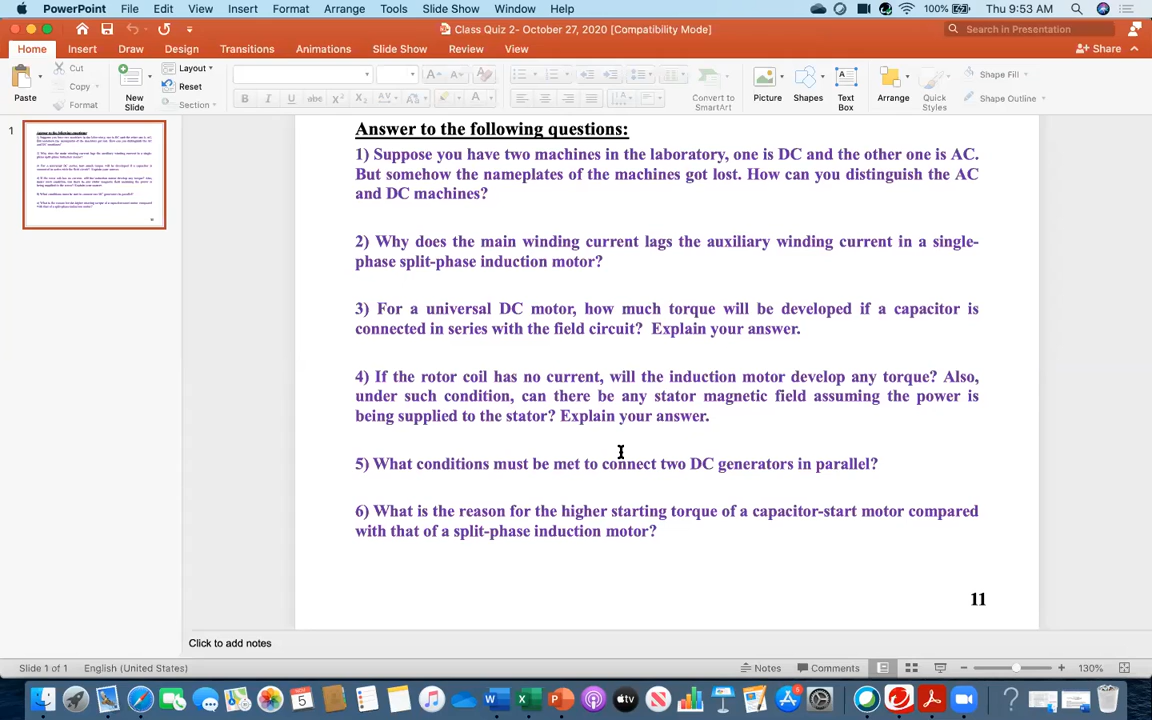 PowerPoint File Edit View Insert Format Arrange Tools Slide Show Window Help 100% Thu 9:53 AM
Class Quiz 2- October 27, 2020 [Compatibility Mode] Search in Presentation
Home Insert Draw Design Transitions Animations Slide Show Review View Share
Paste Cut Copy Format New Slide Layout Reset Section Convert to SmartArt Picture Shapes Text Box Arrange Quick Styles Shape Fill Shape Outline
1
Answer to the following questions:
1) Suppose you have two machines in the laboratory, one is DC and the other one is AC.
But somehow the nameplates of the machines got lost. How can you distinguish the AC
and DC machines?
2) Why does the main winding current lags the auxiliary winding current in a single-
phase split-phase induction motor?
3) For a universal DC motor, how much torque will be developed if a capacitor is
connected in series with the field circuit? Explain your answer.
4) If the rotor coil has no current, will the induction motor develop any torque? Also,
under such condition, can there be any stator magnetic field assuming the power is
being supplied to the stator? Explain your answer.
5) What conditions must be met to connect two DC generators in parallel?
6) What is the reason for the higher starting torque of a capacitor-start motor compared
with that of a split-phase induction motor?
11
Click to add notes
Slide 1 of 1 English (United States) Notes Comments 130%